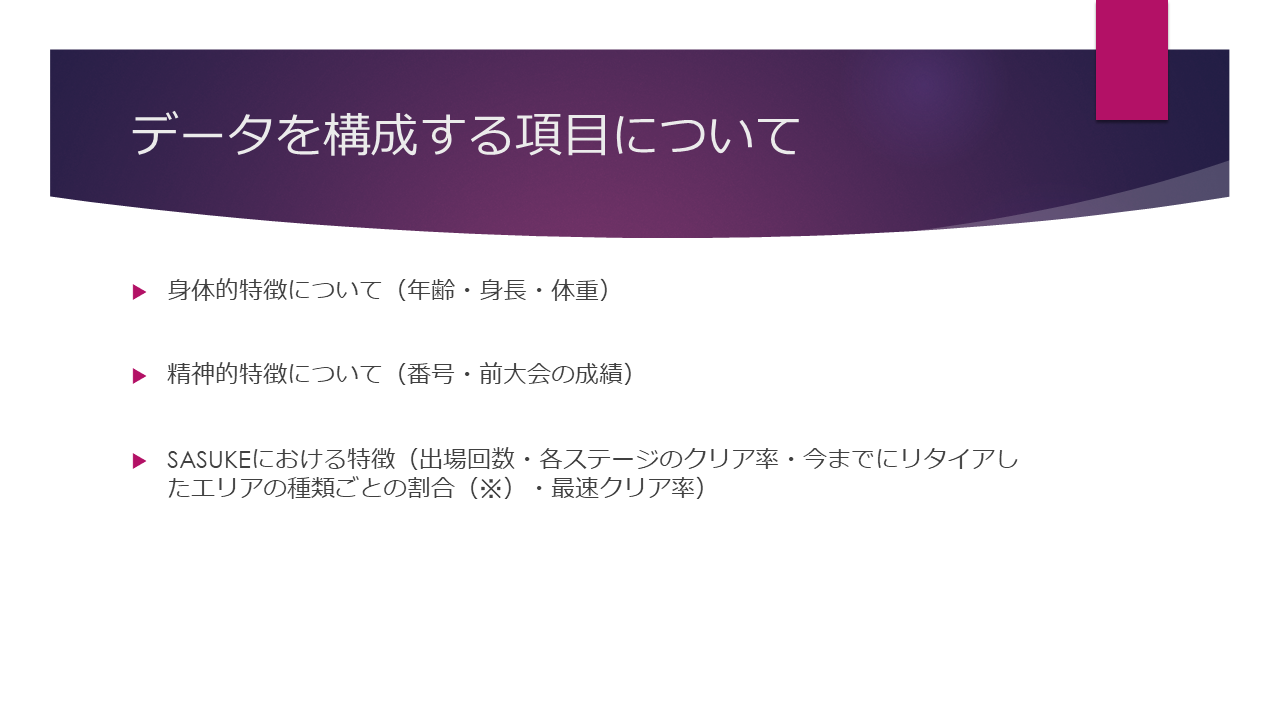 データを構成する項目について
身体的特徴について（年齢・身長・体重）
精神的特徴について（番号・前大会の成績）
SASUKEにおける特徴（出場回数・各ステージのクリア率・今までにリタイアし
たエリアの種類ごとの割合（※）・最速クリア率）